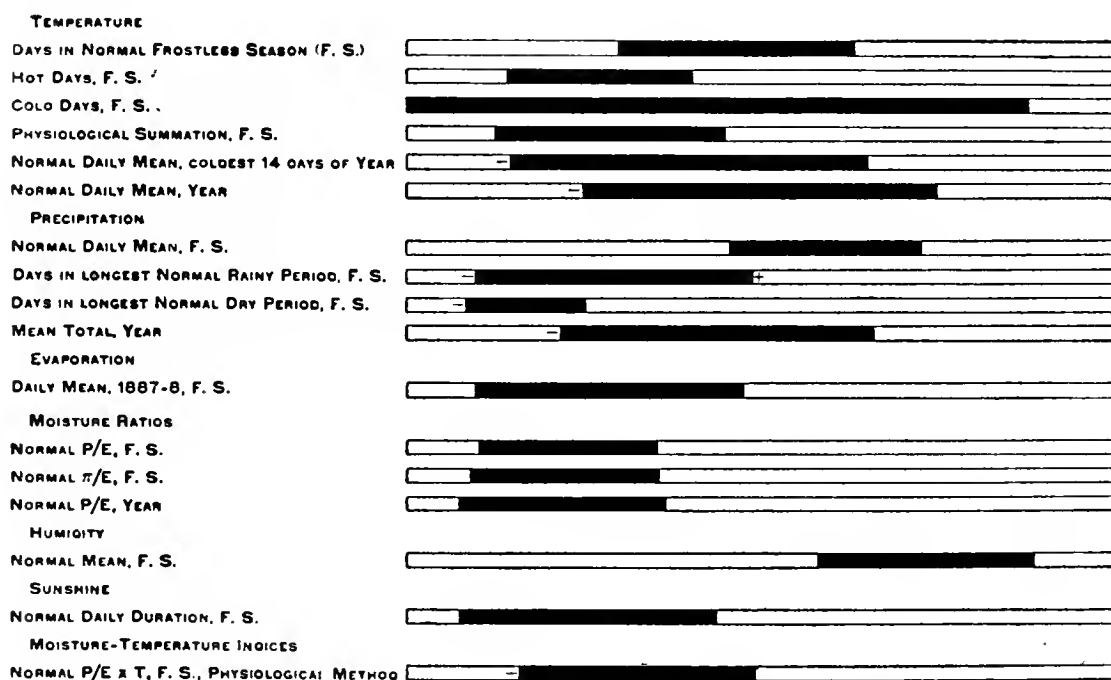 TEMPERATURE
DAYS IN NORMAL FROSTLESS SEASON (F. S.)
HOT DAYS, F. S.
COLD DAYS, F. S.
PHYSIOLOGICAL SUMMATION, F. S.
NORMAL DAILY MEAN, COLDEST 14 DAYS OF YEAR −
NORMAL DAILY MEAN, YEAR −
PRECIPITATION
NORMAL DAILY MEAN, F. S.
DAYS IN LONGEST NORMAL RAINY PERIOD, F. S. − +
DAYS IN LONGEST NORMAL DRY PERIOD, F. S. −
MEAN TOTAL, YEAR −
EVAPORATION
DAILY MEAN, 1887-8, F. S.
MOISTURE RATIOS
NORMAL P/E, F. S.
NORMAL π/E, F. S.
NORMAL P/E, YEAR
HUMIDITY
NORMAL MEAN, F. S.
SUNSHINE
NORMAL DAILY DURATION, F. S.
MOISTURE-TEMPERATURE INDICES
NORMAL P/E x T, F. S., PHYSIOLOGICAL METHOD −